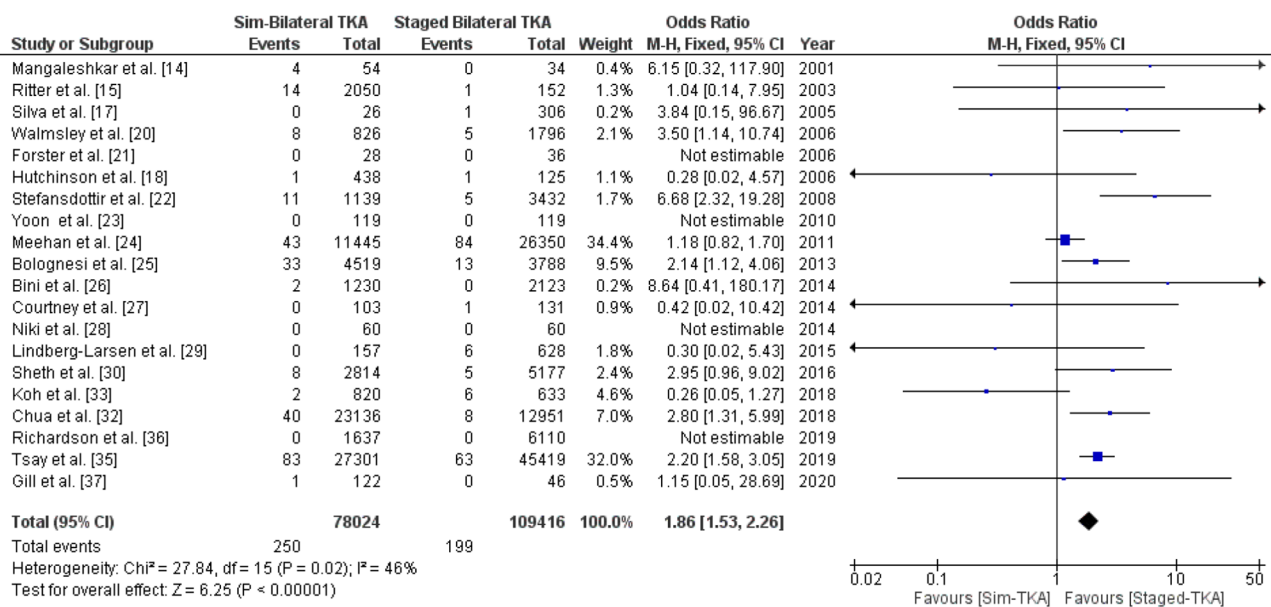 Sim-Bilateral TKA Staged Bilateral TKA Odds Ratio Odds Ratio
Study or Subgroup Events Total Events Total Weight M-H, Fixed, 95% CI Year M-H, Fixed, 95% CI
Mangaleshkar et al. [14] 4 54 0 34 0.4% 6.15 [0.32, 117.90] 2001
Ritter et al. [15] 14 2050 1 152 1.3% 1.04 [0.14, 7.95] 2003
Silva et al. [17] 0 26 1 306 0.2% 3.84 [0.15, 96.67] 2005
Walmsley et al. [20] 8 826 5 1796 2.1% 3.50 [1.14, 10.74] 2006
Forster et al. [21] 0 28 0 36 Not estimable 2006
Hutchinson et al. [18] 1 438 1 125 1.1% 0.28 [0.02, 4.57] 2006
Stefansdottir et al. [22] 11 1139 5 3432 1.7% 6.68 [2.32, 19.28] 2008
Yoon et al. [23] 0 119 0 119 Not estimable 2010
Meehan et al. [24] 43 11445 84 26350 34.4% 1.18 [0.82, 1.70] 2011
Bolognesi et al. [25] 33 4519 13 3788 9.5% 2.14 [1.12, 4.06] 2013
Bini et al. [26] 2 1230 0 2123 0.2% 8.64 [0.41, 180.17] 2014
Courtney et al. [27] 0 103 1 131 0.9% 0.42 [0.02, 10.42] 2014
Niki et al. [28] 0 60 0 60 Not estimable 2014
Lindberg-Larsen et al. [29] 0 157 6 628 1.8% 0.30 [0.02, 5.43] 2015
Sheth et al. [30] 8 2814 5 5177 2.4% 2.95 [0.96, 9.02] 2016
Koh et al. [33] 2 820 6 633 4.6% 0.26 [0.05, 1.27] 2018
Chua et al. [32] 40 23136 8 12951 7.0% 2.80 [1.31, 5.99] 2018
Richardson et al. [36] 0 1637 0 6110 Not estimable 2019
Tsay et al. [35] 83 27301 63 45419 32.0% 2.20 [1.58, 3.05] 2019
Gill et al. [37] 1 122 0 46 0.5% 1.15 [0.05, 28.69] 2020
Total (95% CI) 78024 109416 100.0% 1.86 [1.53, 2.26]
Total events 250 199
Heterogeneity: Chi² = 27.84, df = 15 (P = 0.02); I² = 46%
Test for overall effect: Z = 6.25 (P < 0.00001)
0.02 0.1 1 10 50
Favours [Sim-TKA] Favours [Staged-TKA]